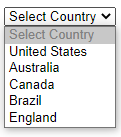 Select Country
Select Country
United States
Australia
Canada
Brazil
England